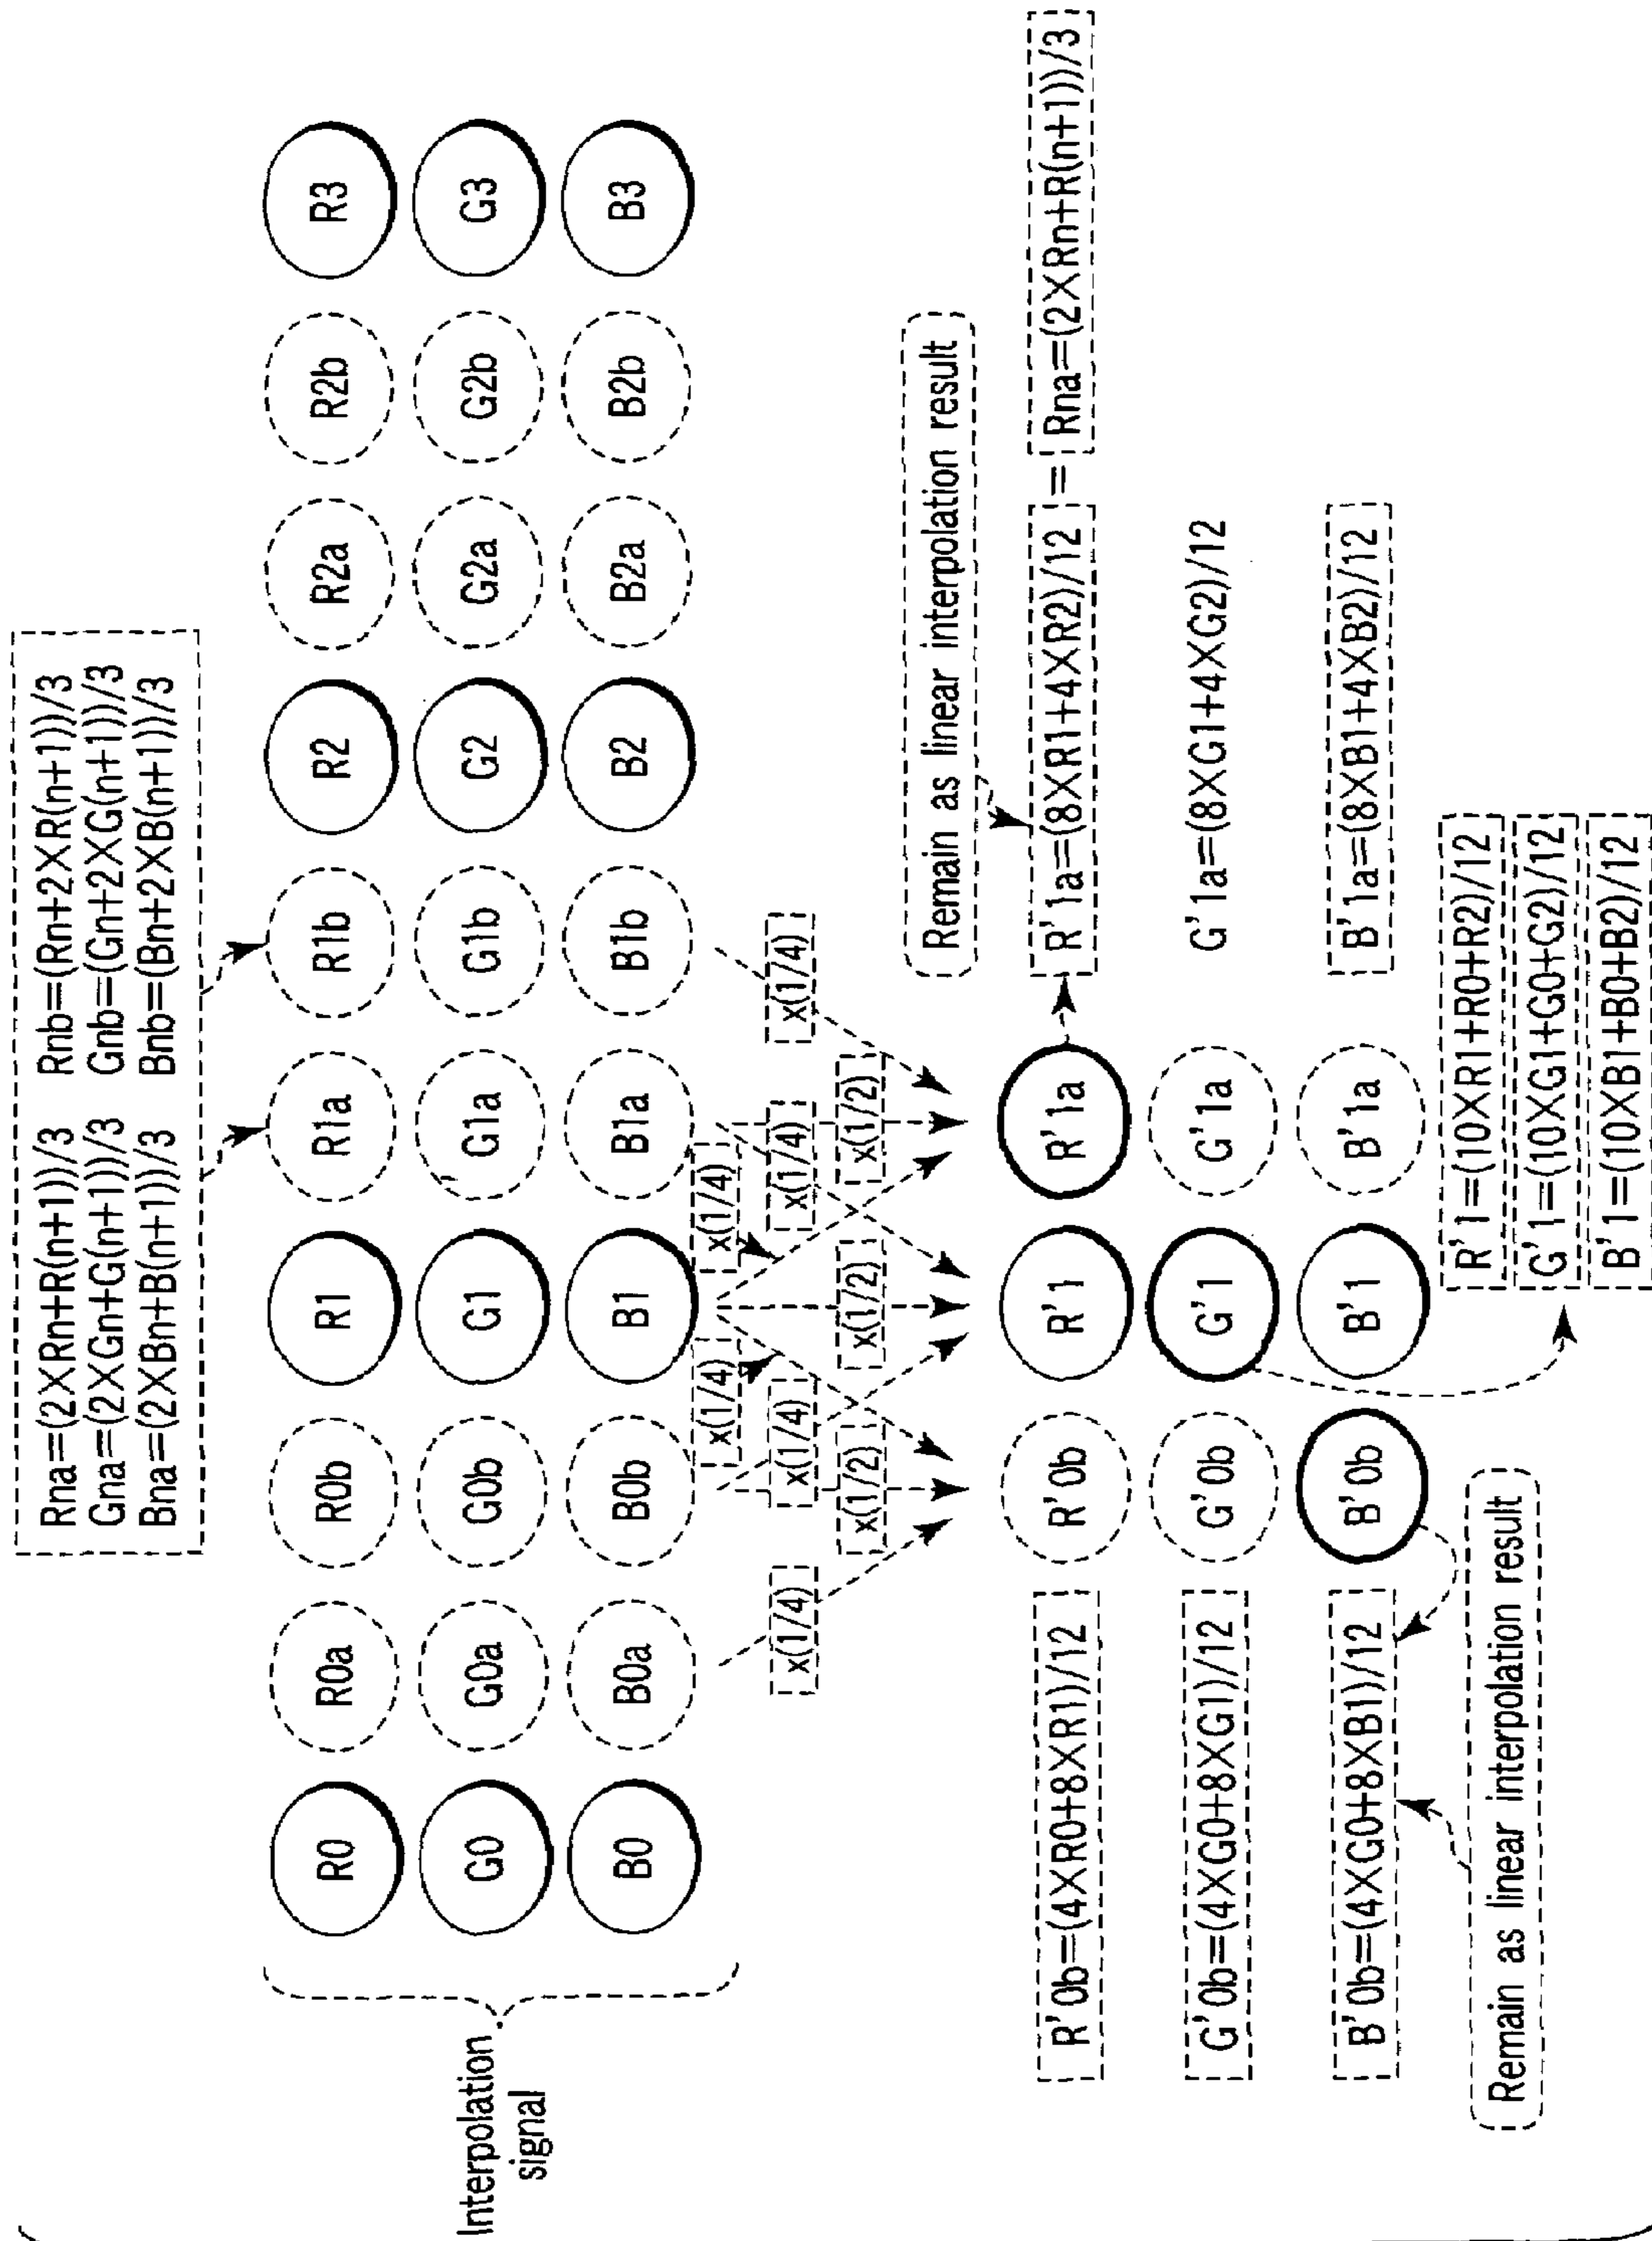 Rna=(2×Rn+R(n+1))/3 Rnb=(Rn+2×R(n+1))/3
Gna=(2×Gn+G(n+1))/3 Gnb=(Gn+2×G(n+1))/3
Bna=(2×Bn+B(n+1))/3 Bnb=(Bn+2×B(n+1))/3
Interpolation
signal
R0 R0a R0b R1 R1a R1b R2 R2a R2b R3
G0 G0a G0b G1 G1a G1b G2 G2a G2b G3
B0 B0a B0b B1 B1a B1b B2 B2a B2b B3
x(1/4) x(1/4)
x(1/4) x(1/4) x(1/4) x(1/4)
x(1/2) x(1/2) x(1/2)
Remain as linear interpolation result
R'0b=(4×R0+8×R1)/12 R'0b R'1 R'1a R'1a=(8×R1+4×R2)/12 = Rna=(2×Rn+R(n+1))/3
G'0b=(4×G0+8×G1)/12 G'0b G'1 G'1a G'1a=(8×G1+4×G2)/12
B'0b=(4×G0+8×B1)/12 B'0b B'1 B'1a B'1a=(8×B1+4×B2)/12
Remain as linear interpolation result
R'1=(10×R1+R0+R2)/12
G'1=(10×G1+G0+G2)/12
B'1=(10×B1+B0+B2)/12